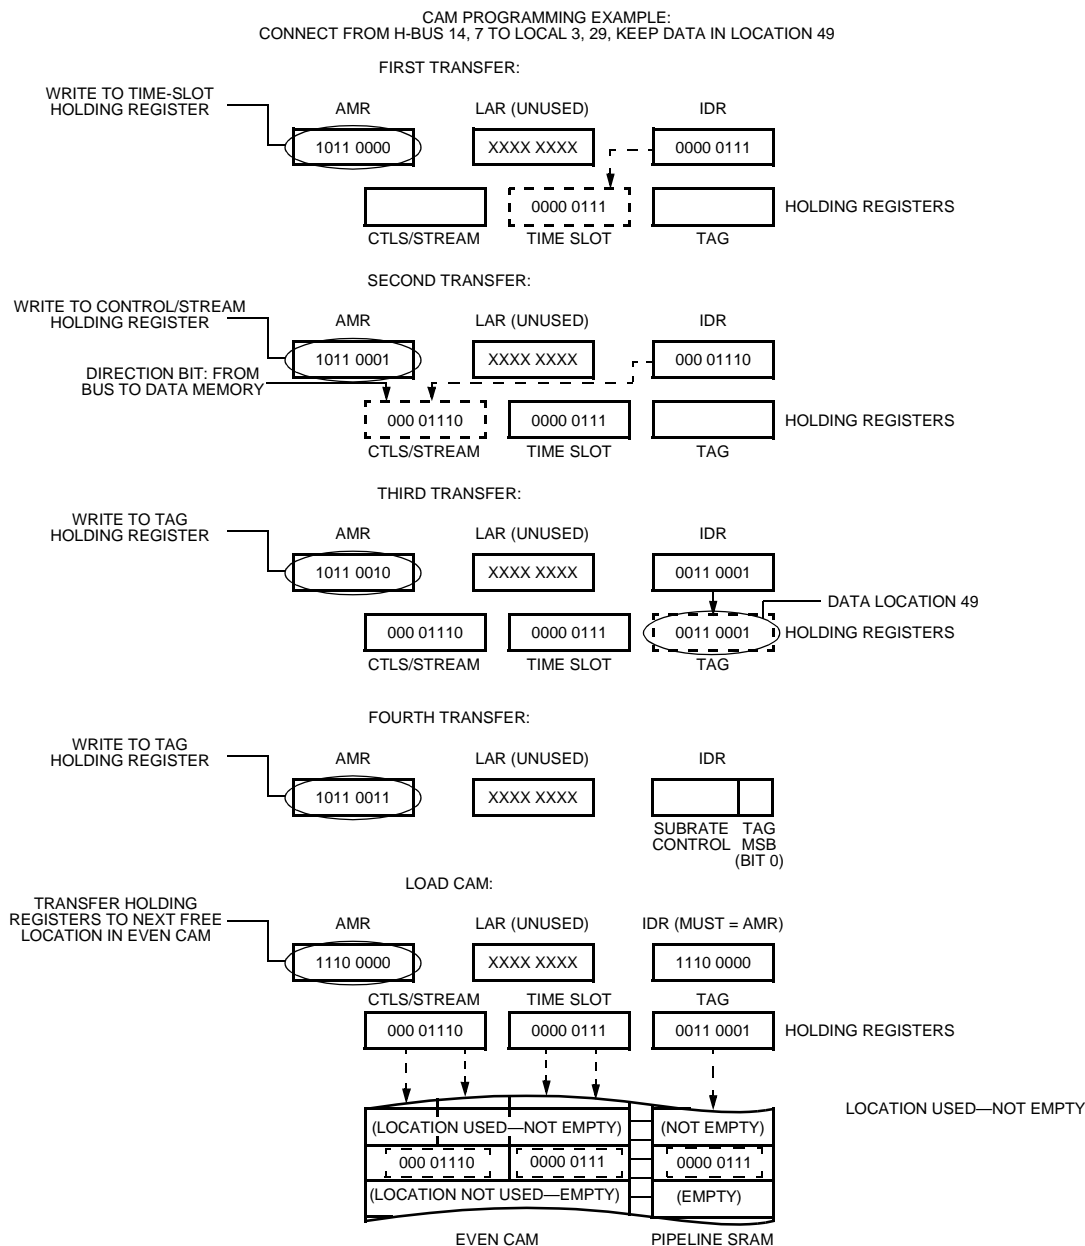 CAM PROGRAMMING EXAMPLE:
CONNECT FROM H-BUS 14, 7 TO LOCAL 3, 29, KEEP DATA IN LOCATION 49
FIRST TRANSFER:
WRITE TO TIME-SLOT
HOLDING REGISTER
AMR
LAR (UNUSED)
IDR
1011 0000
XXXX XXXX
0000 0111
0000 0111
HOLDING REGISTERS
CTLS/STREAM
TIME SLOT
TAG
SECOND TRANSFER:
WRITE TO CONTROL/STREAM
HOLDING REGISTER
AMR
LAR (UNUSED)
IDR
1011 0001
XXXX XXXX
000 01110
DIRECTION BIT: FROM
BUS TO DATA MEMORY
000 01110
0000 0111
HOLDING REGISTERS
CTLS/STREAM
TIME SLOT
TAG
THIRD TRANSFER:
WRITE TO TAG
HOLDING REGISTER
AMR
LAR (UNUSED)
IDR
1011 0010
XXXX XXXX
0011 0001
DATA LOCATION 49
000 01110
0000 0111
0011 0001
HOLDING REGISTERS
CTLS/STREAM
TIME SLOT
TAG
FOURTH TRANSFER:
WRITE TO TAG
HOLDING REGISTER
AMR
LAR (UNUSED)
IDR
1011 0011
XXXX XXXX
SUBRATE
CONTROL
TAG
MSB
(BIT 0)
LOAD CAM:
TRANSFER HOLDING
REGISTERS TO NEXT FREE
LOCATION IN EVEN CAM
AMR
LAR (UNUSED)
IDR (MUST = AMR)
1110 0000
XXXX XXXX
1110 0000
CTLS/STREAM
TIME SLOT
TAG
000 01110
0000 0111
0011 0001
HOLDING REGISTERS
LOCATION USED—NOT EMPTY
(LOCATION USED—NOT EMPTY)
(NOT EMPTY)
000 01110
0000 0111
0000 0111
(LOCATION NOT USED—EMPTY)
(EMPTY)
EVEN CAM
PIPELINE SRAM